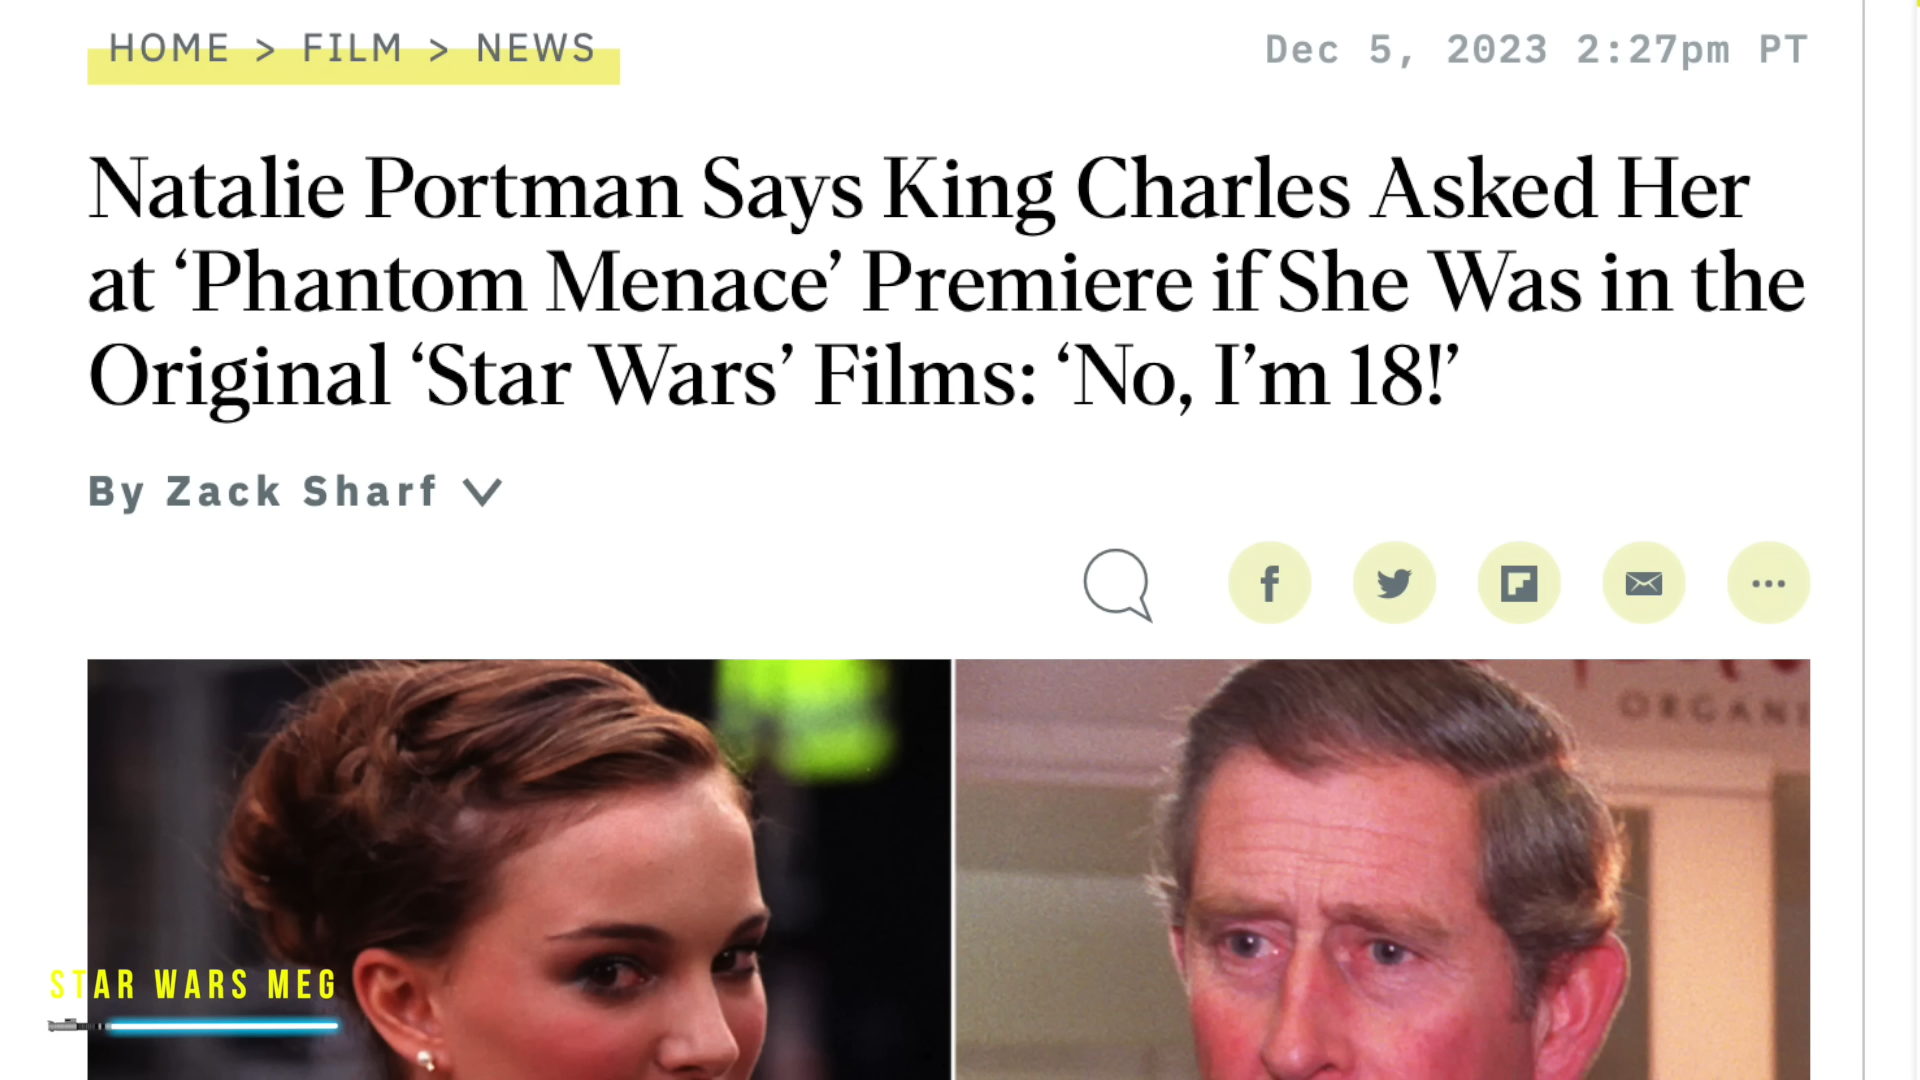 HOME > FILM > NEWS
Dec 5, 2023 2:27pm PT
Natalie Portman Says King Charles Asked Her
at ‘Phantom Menace’ Premiere if She Was in the
Original ‘Star Wars’ Films: ‘No, I’m 18!’
By Zack Sharf
ORGANI
STAR WARS MEG